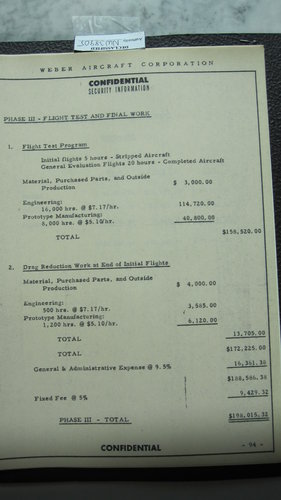 WEBER AIRCRAFT CORPORATION
CONFIDENTIAL
SECURITY INFORMATION
PHASE III - FLIGHT TEST AND FINAL WORK
1. Flight Test Program
Initial flights 5 hours - Stripped Aircraft
General Evaluation Flights 20 hours - Completed Aircraft
Material, Purchased Parts, and Outside
Production $ 3,000.00
Engineering:
16,000 hrs. @ $7.17/hr. 114,720.00
Prototype Manufacturing:
8,000 hrs. @ $5.10/hr. 40,800.00
TOTAL $158,520.00
2. Drag Reduction Work at End of Initial Flights
Material, Purchased Parts, and Outside
Production $ 4,000.00
Engineering:
500 hrs. @ $7.17/hr. 3,585.00
Prototype Manufacturing:
1,200 hrs. @ $5.10/hr. 6,120.00
TOTAL 13,705.00
TOTAL $172,225.00
General & Administrative Expense @ 9.5% 16,361.38
$188,586.38
Fixed Fee @ 5% 9,429.32
PHASE III - TOTAL $198,015.32
CONFIDENTIAL
- 94 -